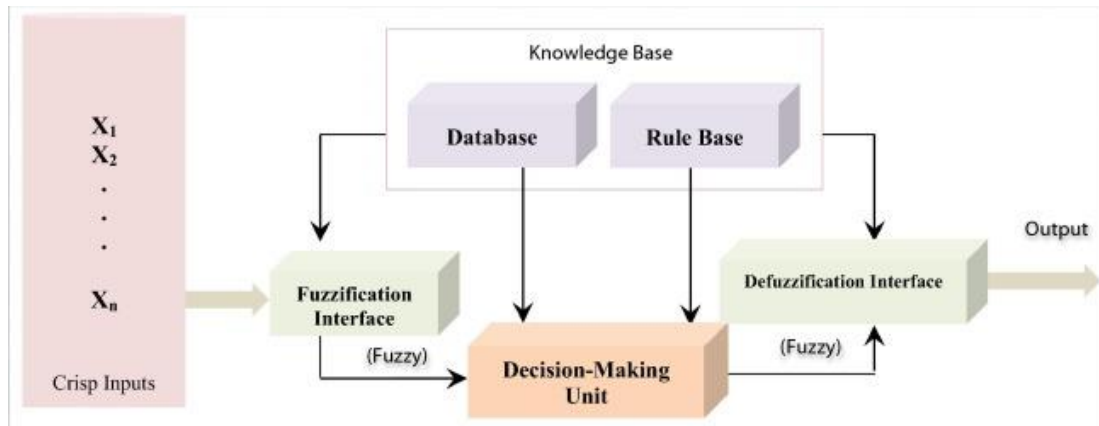 Knowledge Base
X₁
X₂
.
.
.
Database
Rule Base
Output
Xₙ
Fuzzification
Interface
Defuzzification Interface
(Fuzzy)
(Fuzzy)
Decision-Making
Unit
Crisp Inputs